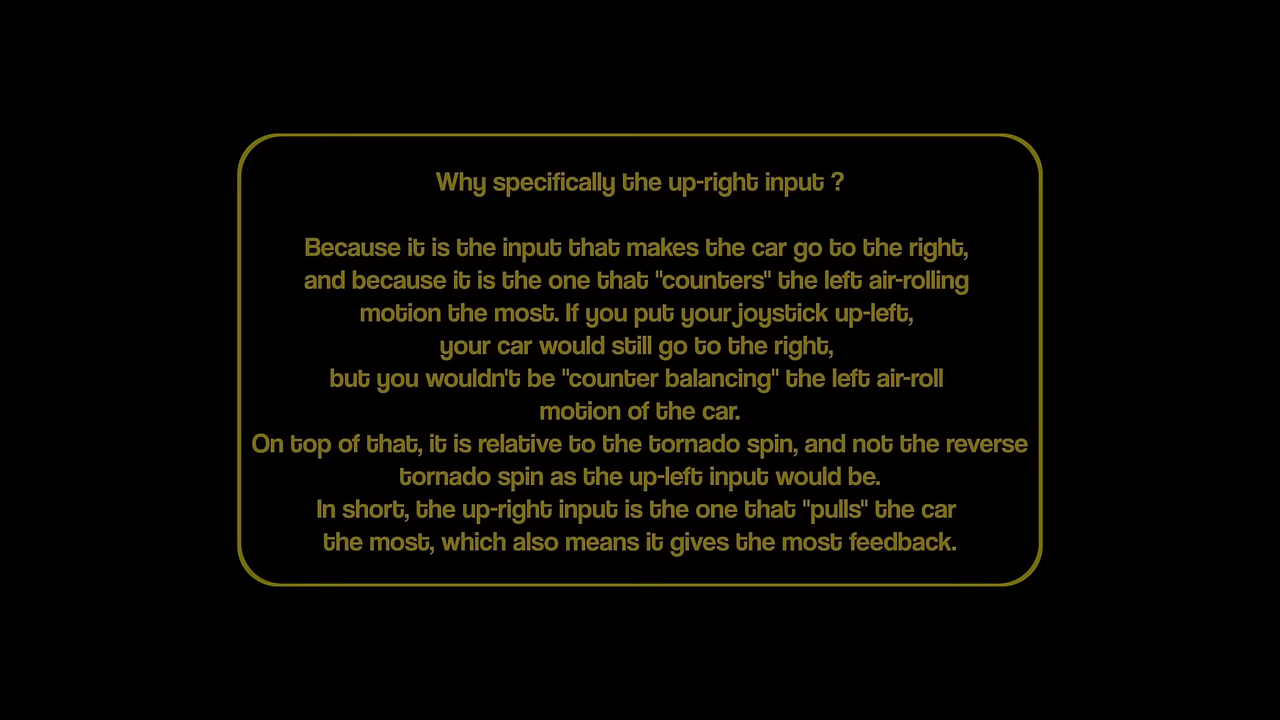 Why specifically the up-right input ?
Because it is the input that makes the car go to the right,
and because it is the one that "counters" the left air-rolling
motion the most. If you put your joystick up-left,
your car would still go to the right,
but you wouldn't be "counter balancing" the left air-roll
motion of the car.
On top of that, it is relative to the tornado spin, and not the reverse
tornado spin as the up-left input would be.
In short, the up-right input is the one that "pulls" the car
the most, which also means it gives the most feedback.